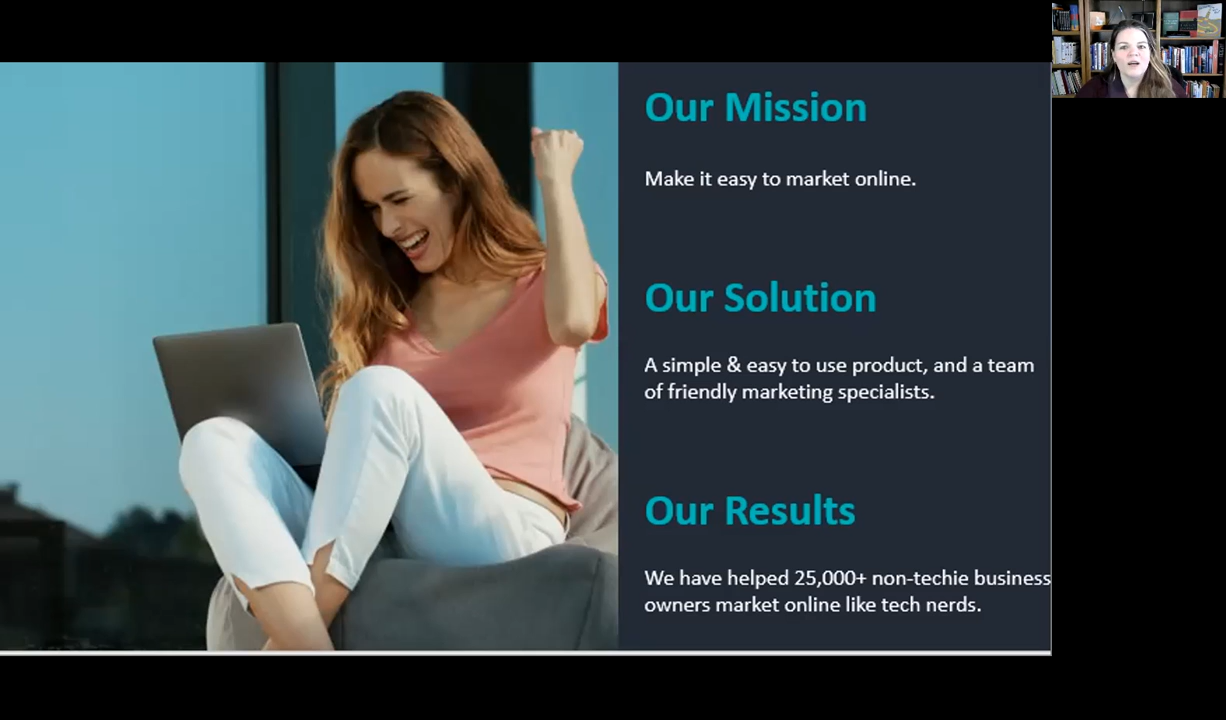 Our Mission
Make it easy to market online.
Our Solution
A simple & easy to use product, and a team
of friendly marketing specialists.
Our Results
We have helped 25,000+ non-techie business
owners market online like tech nerds.